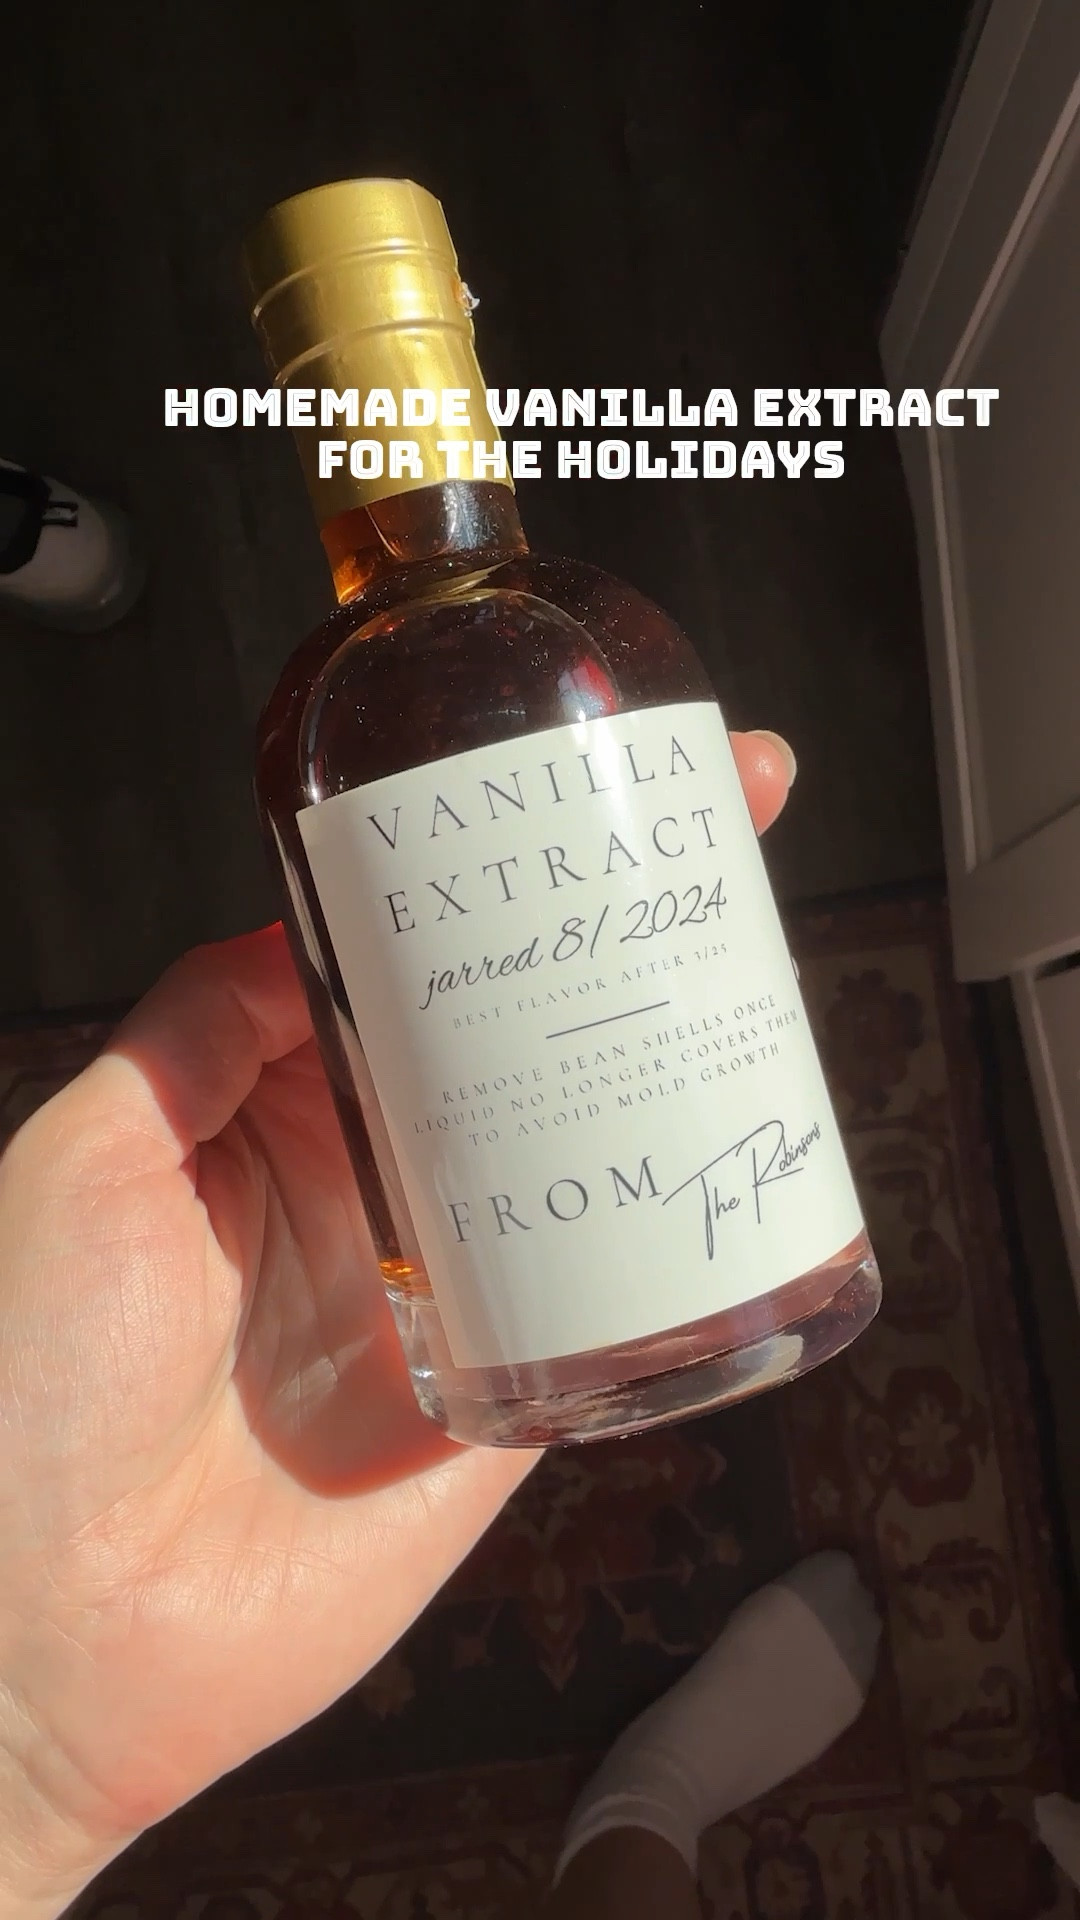 HOMEMADE VANILLA EXTRACT
FOR THE HOLIDAYS
VANILLA
EXTRACT
jarred 8/2024
BEST FLAVOR AFTER 3/25
REMOVE BEAN SHELLS ONCE
LIQUID NO LONGER COVERS THEM
TO AVOID MOLD GROWTH
FROM The Robinsons